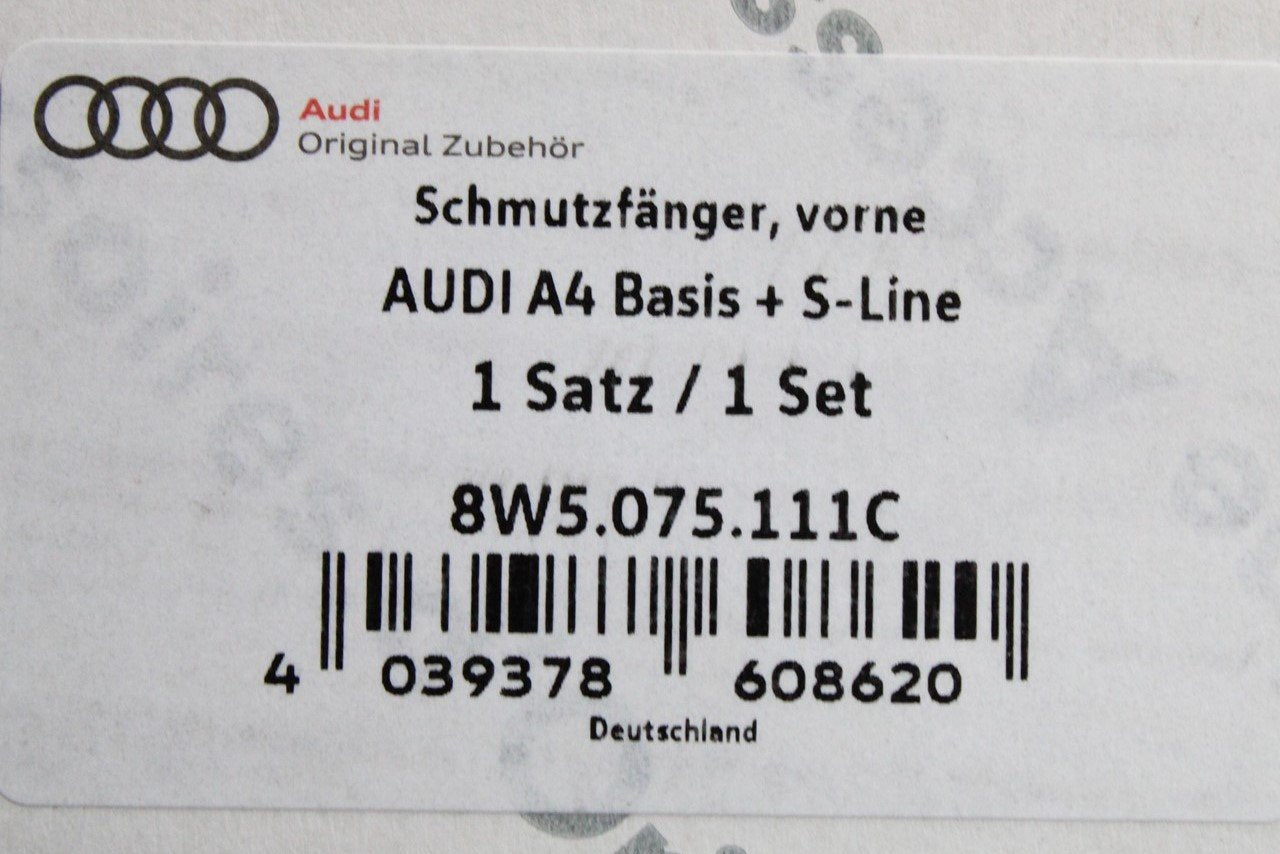 Audi
Original Zubehör
Schmutzfänger, vorne
AUDI A4 Basis + S-Line
1 Satz / 1 Set
8W5.075.111C
4 039378 608620
Deutschland